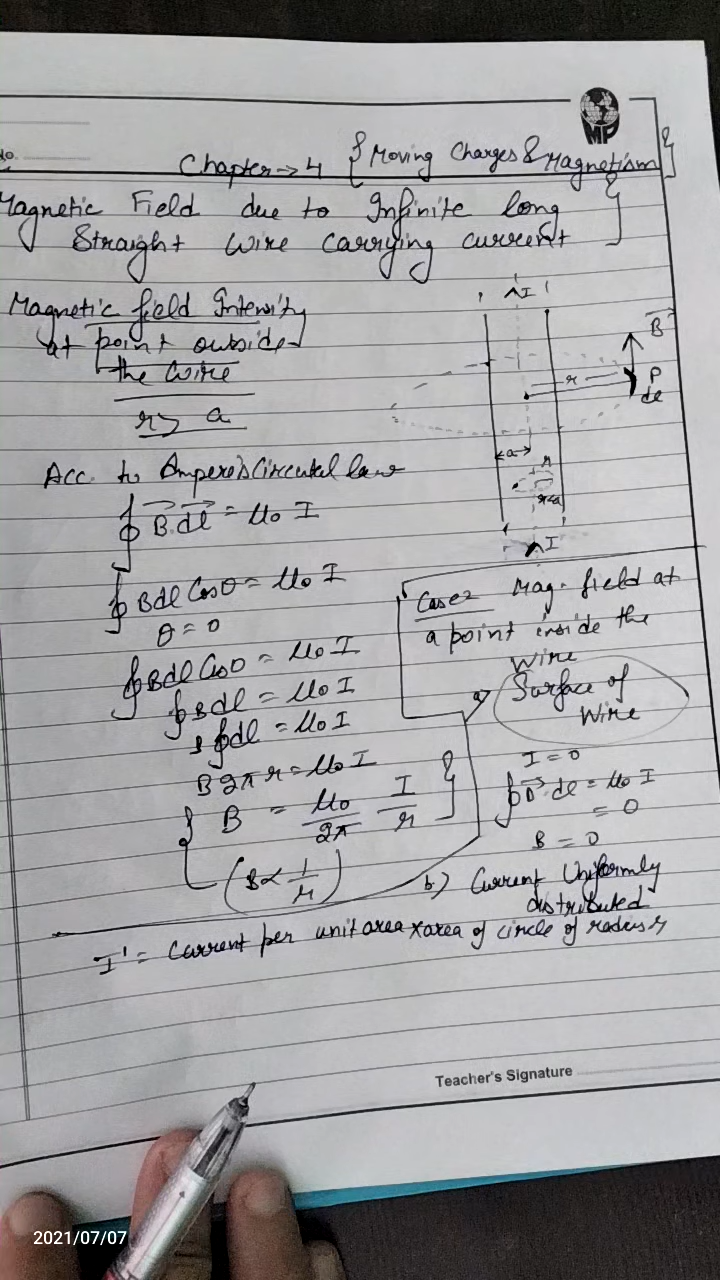 MP
No.
Chapter → 4 { Moving Charges & Magnetism }
Magnetic Field due to Infinite long
Straight Wire carrying current
Magnetic field Intensity
at point outside
the wire
r > a
I
B
r
P
dl
a
r
r<a
I
Acc. to Ampere's Circuital law
∮ B.dl = μ₀ I
∮ Bdl Cosθ = μ₀ I
θ = 0
∮ Bdl Cos0 = μ₀ I
∮ Bdl = μ₀ I
∮dl = μ₀ I
B 2π r = μ₀ I
{ B = μ₀/2π I/r }
(B ∝ 1/r)
Case 2 Mag. field at
a point inside the
wire
a) Surface of
Wire
I = 0
∮ B.dl = μ₀ I
= 0
B = 0
b.) Current Uniformly
distributed
I' = Current per unit area × area of circle of radius r
Teacher's Signature
2021/07/07